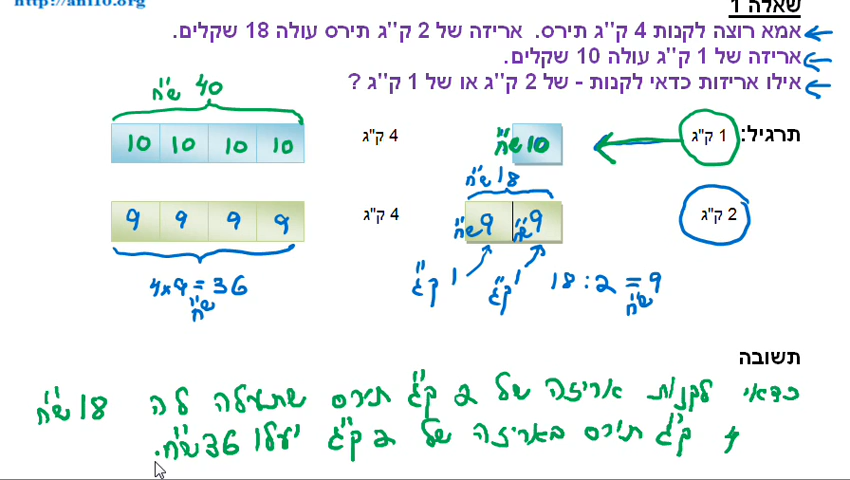 http://ani10.org
שאלה 1
אמא רוצה לקנות 4 ק"ג תירס. אריזה של 2 ק"ג תירס עולה 18 שקלים.
אריזה של 1 ק"ג עולה 10 שקלים.
אילו אריזות כדאי לקנות - של 2 ק"ג או של 1 ק"ג ?
40 ש"ח
תרגיל: 1 ק"ג 10 ש"ח 4 ק"ג 10 10 10 10
18 ש"ח
2 ק"ג 9 ש"ח 9 ש"ח 4 ק"ג 9 9 9 9
18 : 2 = 9 ש"ח 1 ק"ג 1 ק"ג 4x9 = 36 ש"ח
תשובה
כדאי לקנות אריזה של 2 ק"ג תירס שתעלה לה 18 ש"ח
4 ק"ג תירס באריזה של 2 ק"ג יעלו 36 ש"ח.